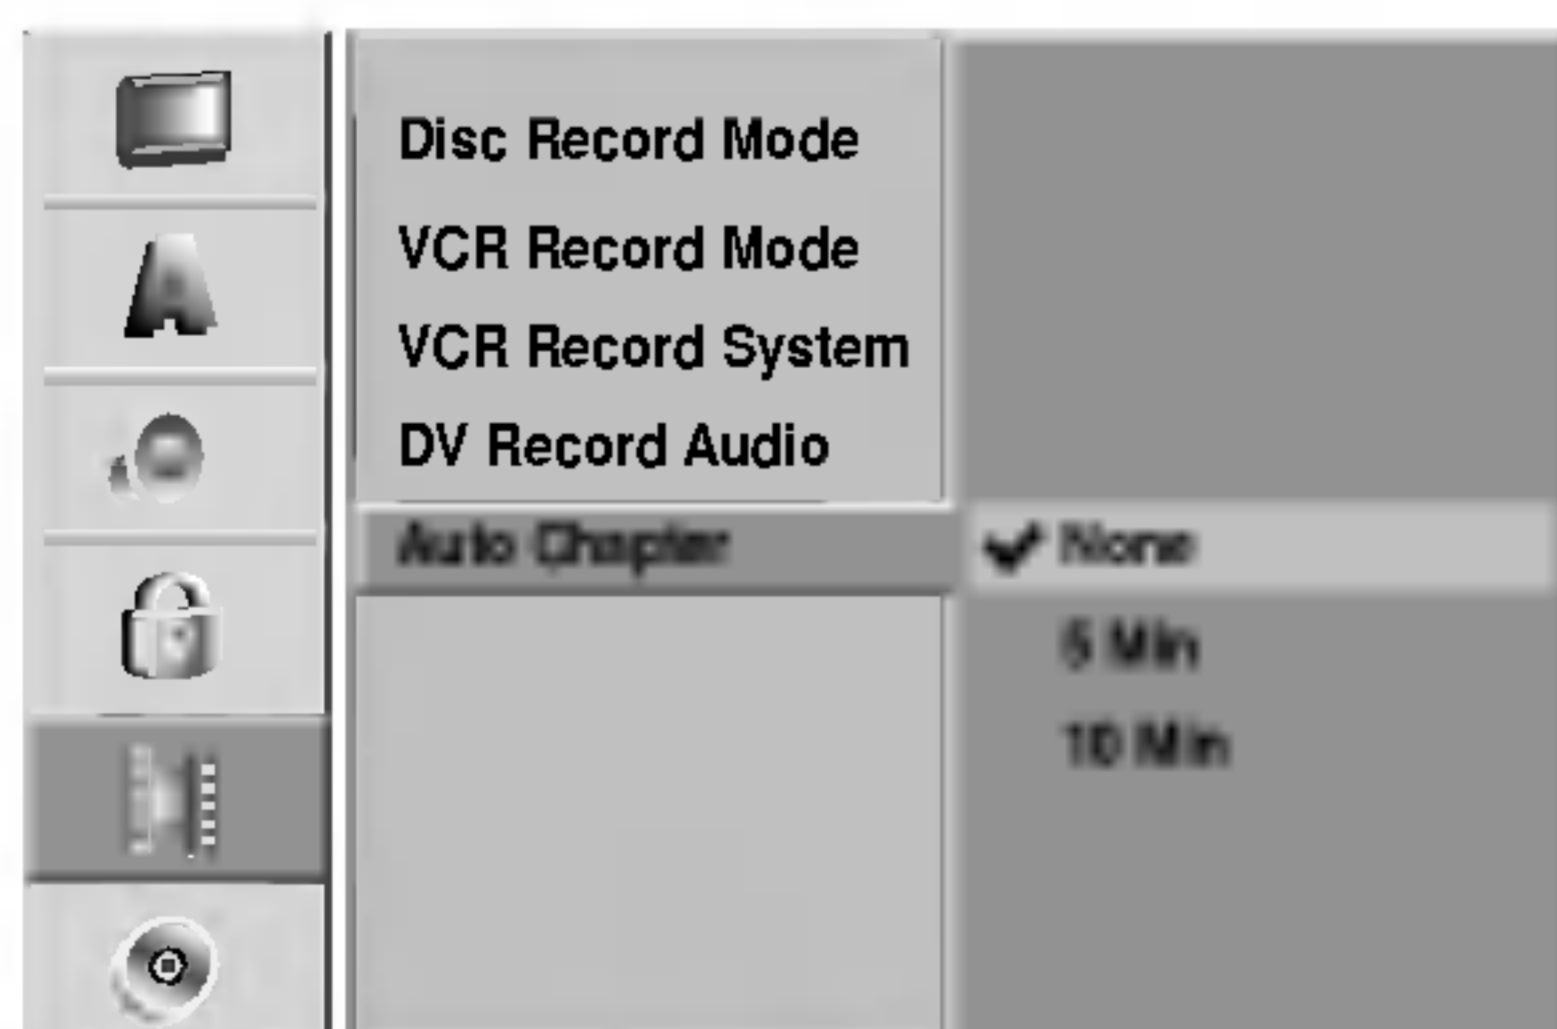 Disc Record Mode
VCR Record Mode
VCR Record System
DV Record Audio
Auto Chapter
None
5 Min
10 Min